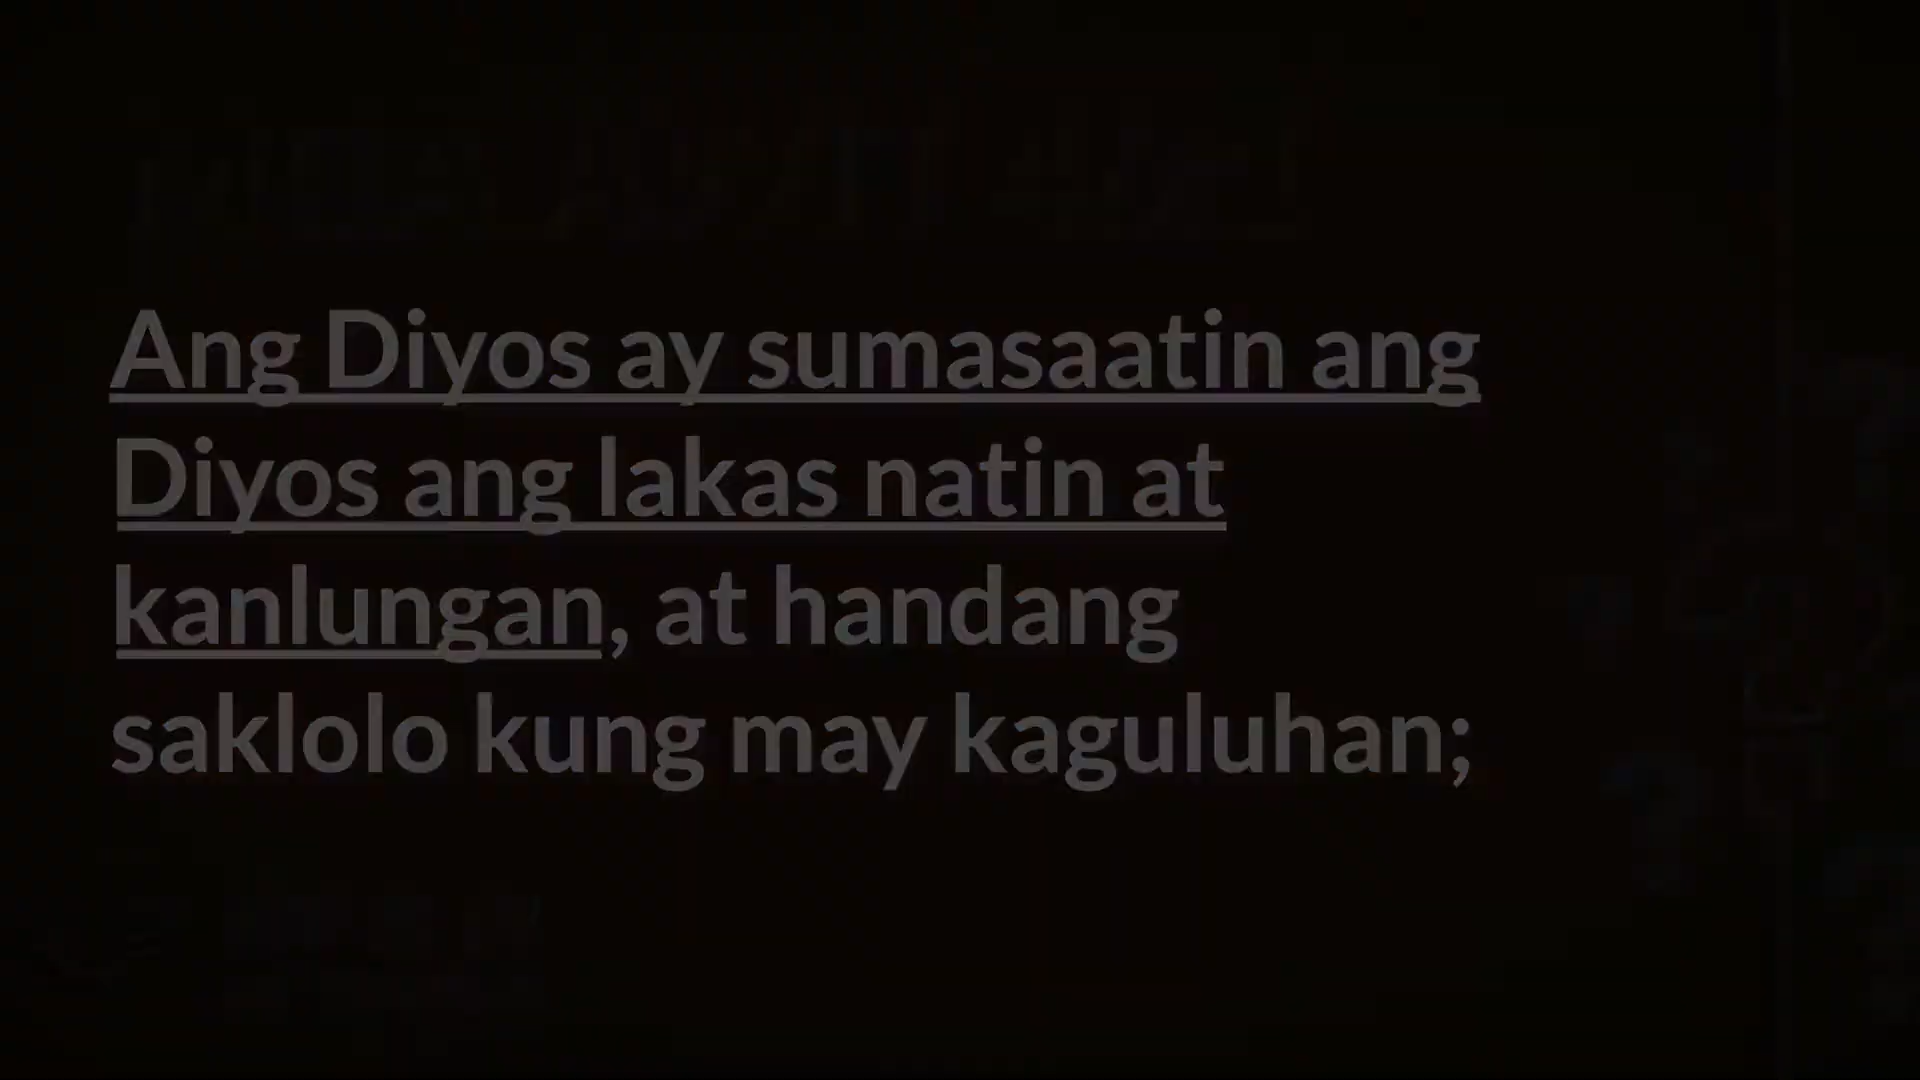 Ang Diyos ay sumasaatin ang
Diyos ang lakas natin at
kanlungan, at handang
saklolo kung may kaguluhan;